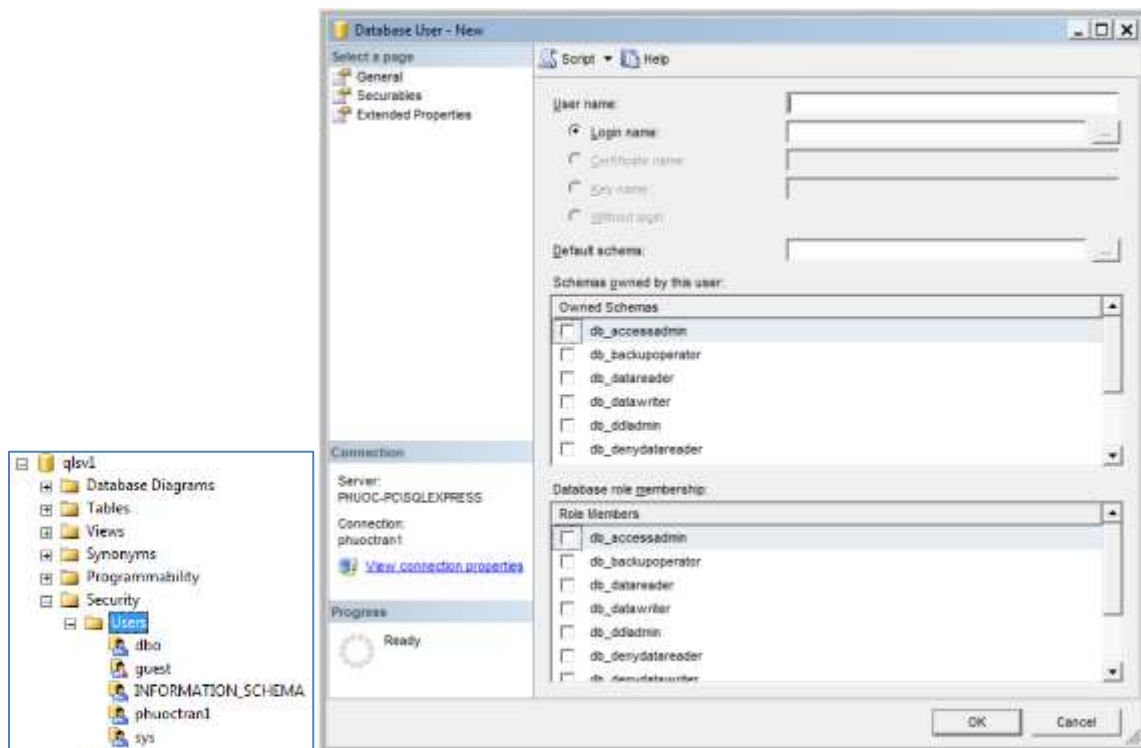 Database User - New
Select a page
General
Securables
Extended Properties
Script
Help
User name:
Login name:
...
Certificate name:
Key name:
Without login
Default schema:
...
Schemas owned by this user:
Owned Schemas
db_accessadmin
db_backupoperator
db_datareader
db_datawriter
db_ddladmin
db_denydatareader
Database role membership:
Role Members
db_accessadmin
db_backupoperator
db_datareader
db_datawriter
db_ddladmin
db_denydatareader
db_denydatawriter
Connection
Server:
PHUOC-PC\SQLEXPRESS
Connection:
phuoctran1
View connection properties
Progress
Ready
OK
Cancel
qlsv1
Database Diagrams
Tables
Views
Synonyms
Programmability
Security
Users
dbo
guest
INFORMATION_SCHEMA
phuoctran1
sys